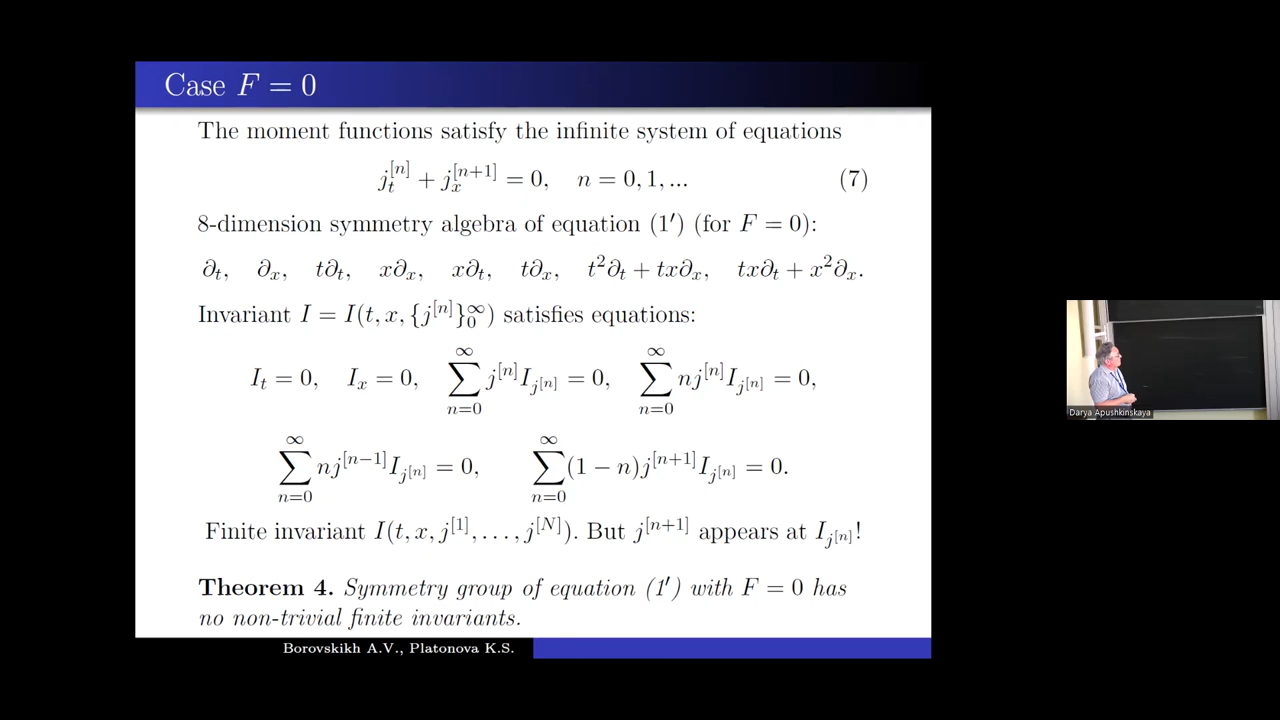 Case F = 0
The moment functions satisfy the infinite system of equations
j_t^{[n]} + j_x^{[n+1]} = 0, n = 0, 1, ... (7)
8-dimension symmetry algebra of equation (1′) (for F = 0):
∂_t, ∂_x, t∂_t, x∂_x, x∂_t, t∂_x, t²∂_t + tx∂_x, tx∂_t + x²∂_x.
Invariant I = I(t, x, {j^{[n]}}_0^∞) satisfies equations:
I_t = 0, I_x = 0, ∑_{n=0}^{∞} j^{[n]} I_{j^{[n]}} = 0, ∑_{n=0}^{∞} n j^{[n]} I_{j^{[n]}} = 0,
∑_{n=0}^{∞} n j^{[n−1]} I_{j^{[n]}} = 0, ∑_{n=0}^{∞} (1 − n) j^{[n+1]} I_{j^{[n]}} = 0.
Finite invariant I(t, x, j^{[1]}, . . . , j^{[N]}). But j^{[n+1]} appears at I_{j^{[n]}}!
Theorem 4. Symmetry group of equation (1′) with F = 0 has
no non-trivial finite invariants.
Borovskikh A.V., Platonova K.S.
Darya Apushkinskaya